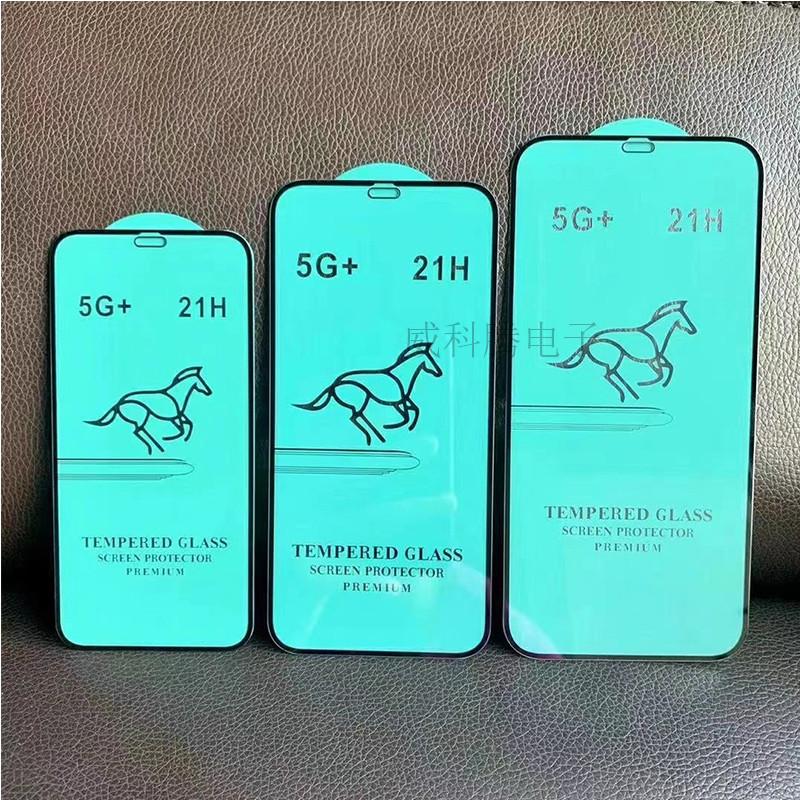 5G+ 21H
TEMPERED GLASS
SCREEN PROTECTOR
PREMIUM
5G+ 21H
TEMPERED GLASS
SCREEN PROTECTOR
PREMIUM
5G+ 21H
TEMPERED GLASS
SCREEN PROTECTOR
PREMIUM
威科腾电子